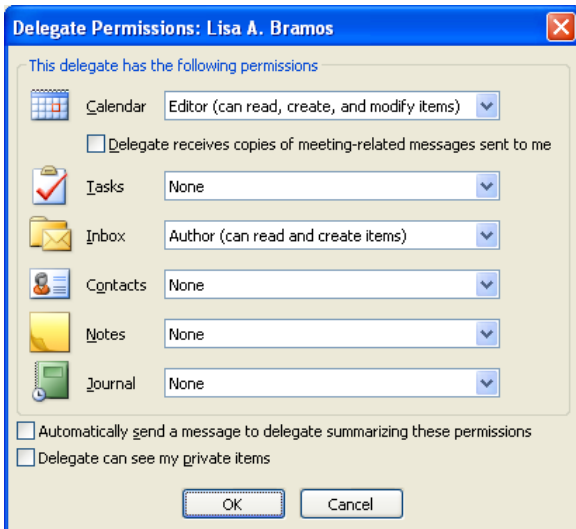 Delegate Permissions: Lisa A. Bramos
This delegate has the following permissions
Calendar Editor (can read, create, and modify items)
Delegate receives copies of meeting-related messages sent to me
Tasks None
Inbox Author (can read and create items)
Contacts None
Notes None
Journal None
Automatically send a message to delegate summarizing these permissions
Delegate can see my private items
OK Cancel